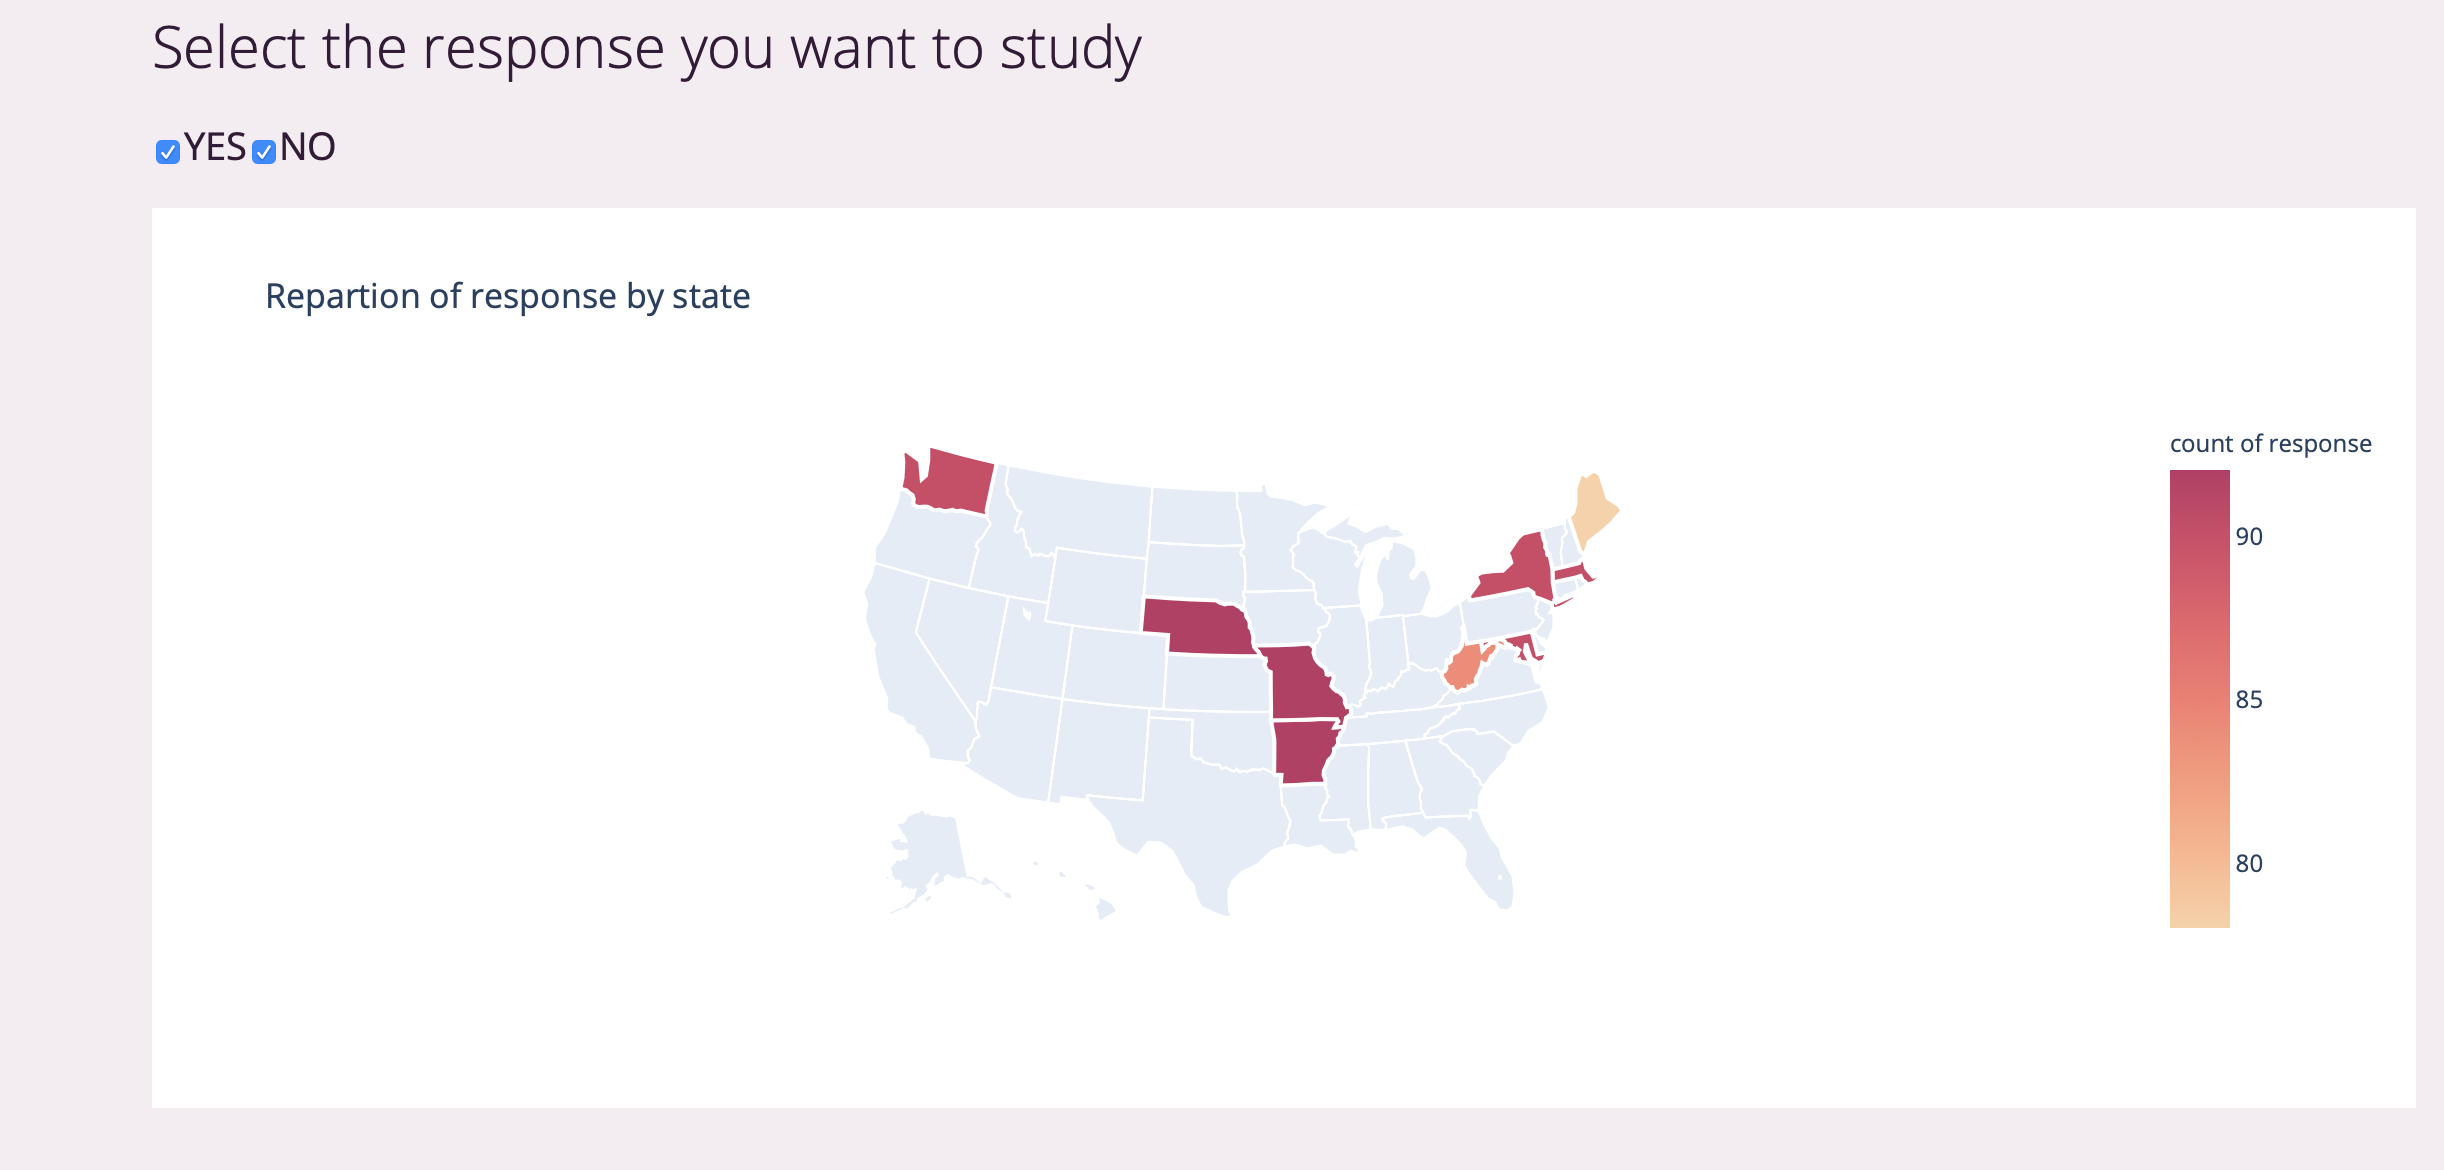 Select the response you want to study
YES NO
Repartion of response by state
count of response
90
85
80